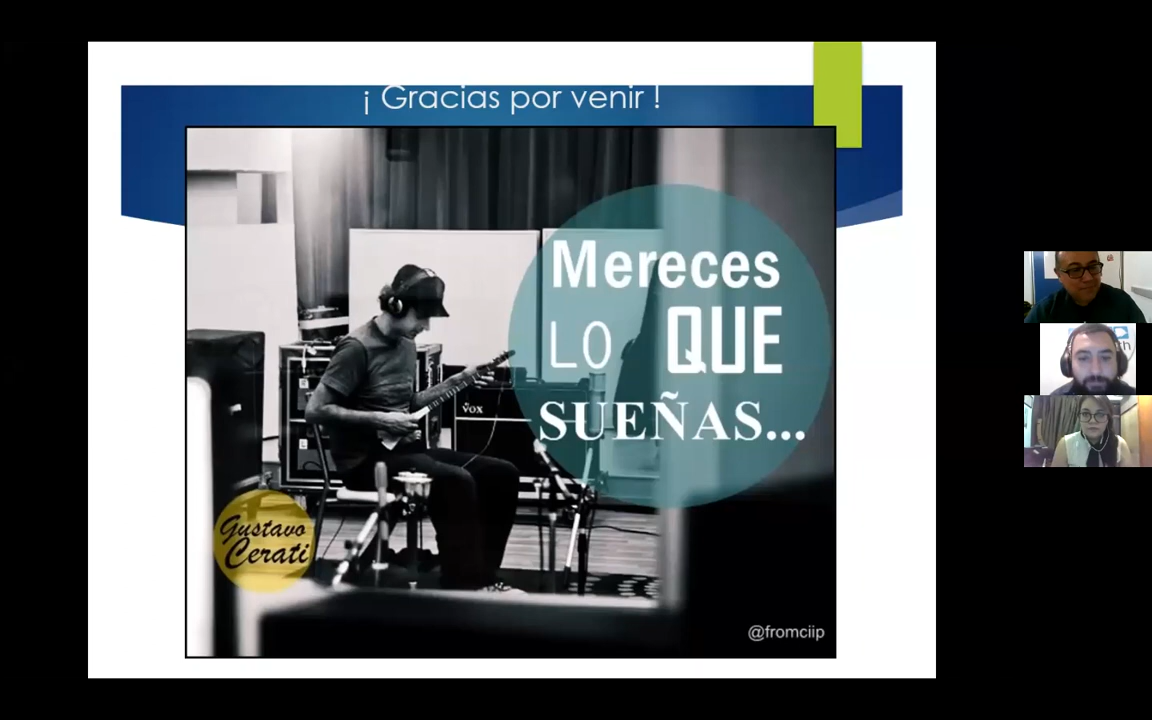 ¡ Gracias por venir !
Mereces
LO QUE
SUEÑAS...
VOX
Gustavo
Cerati
@fromciip